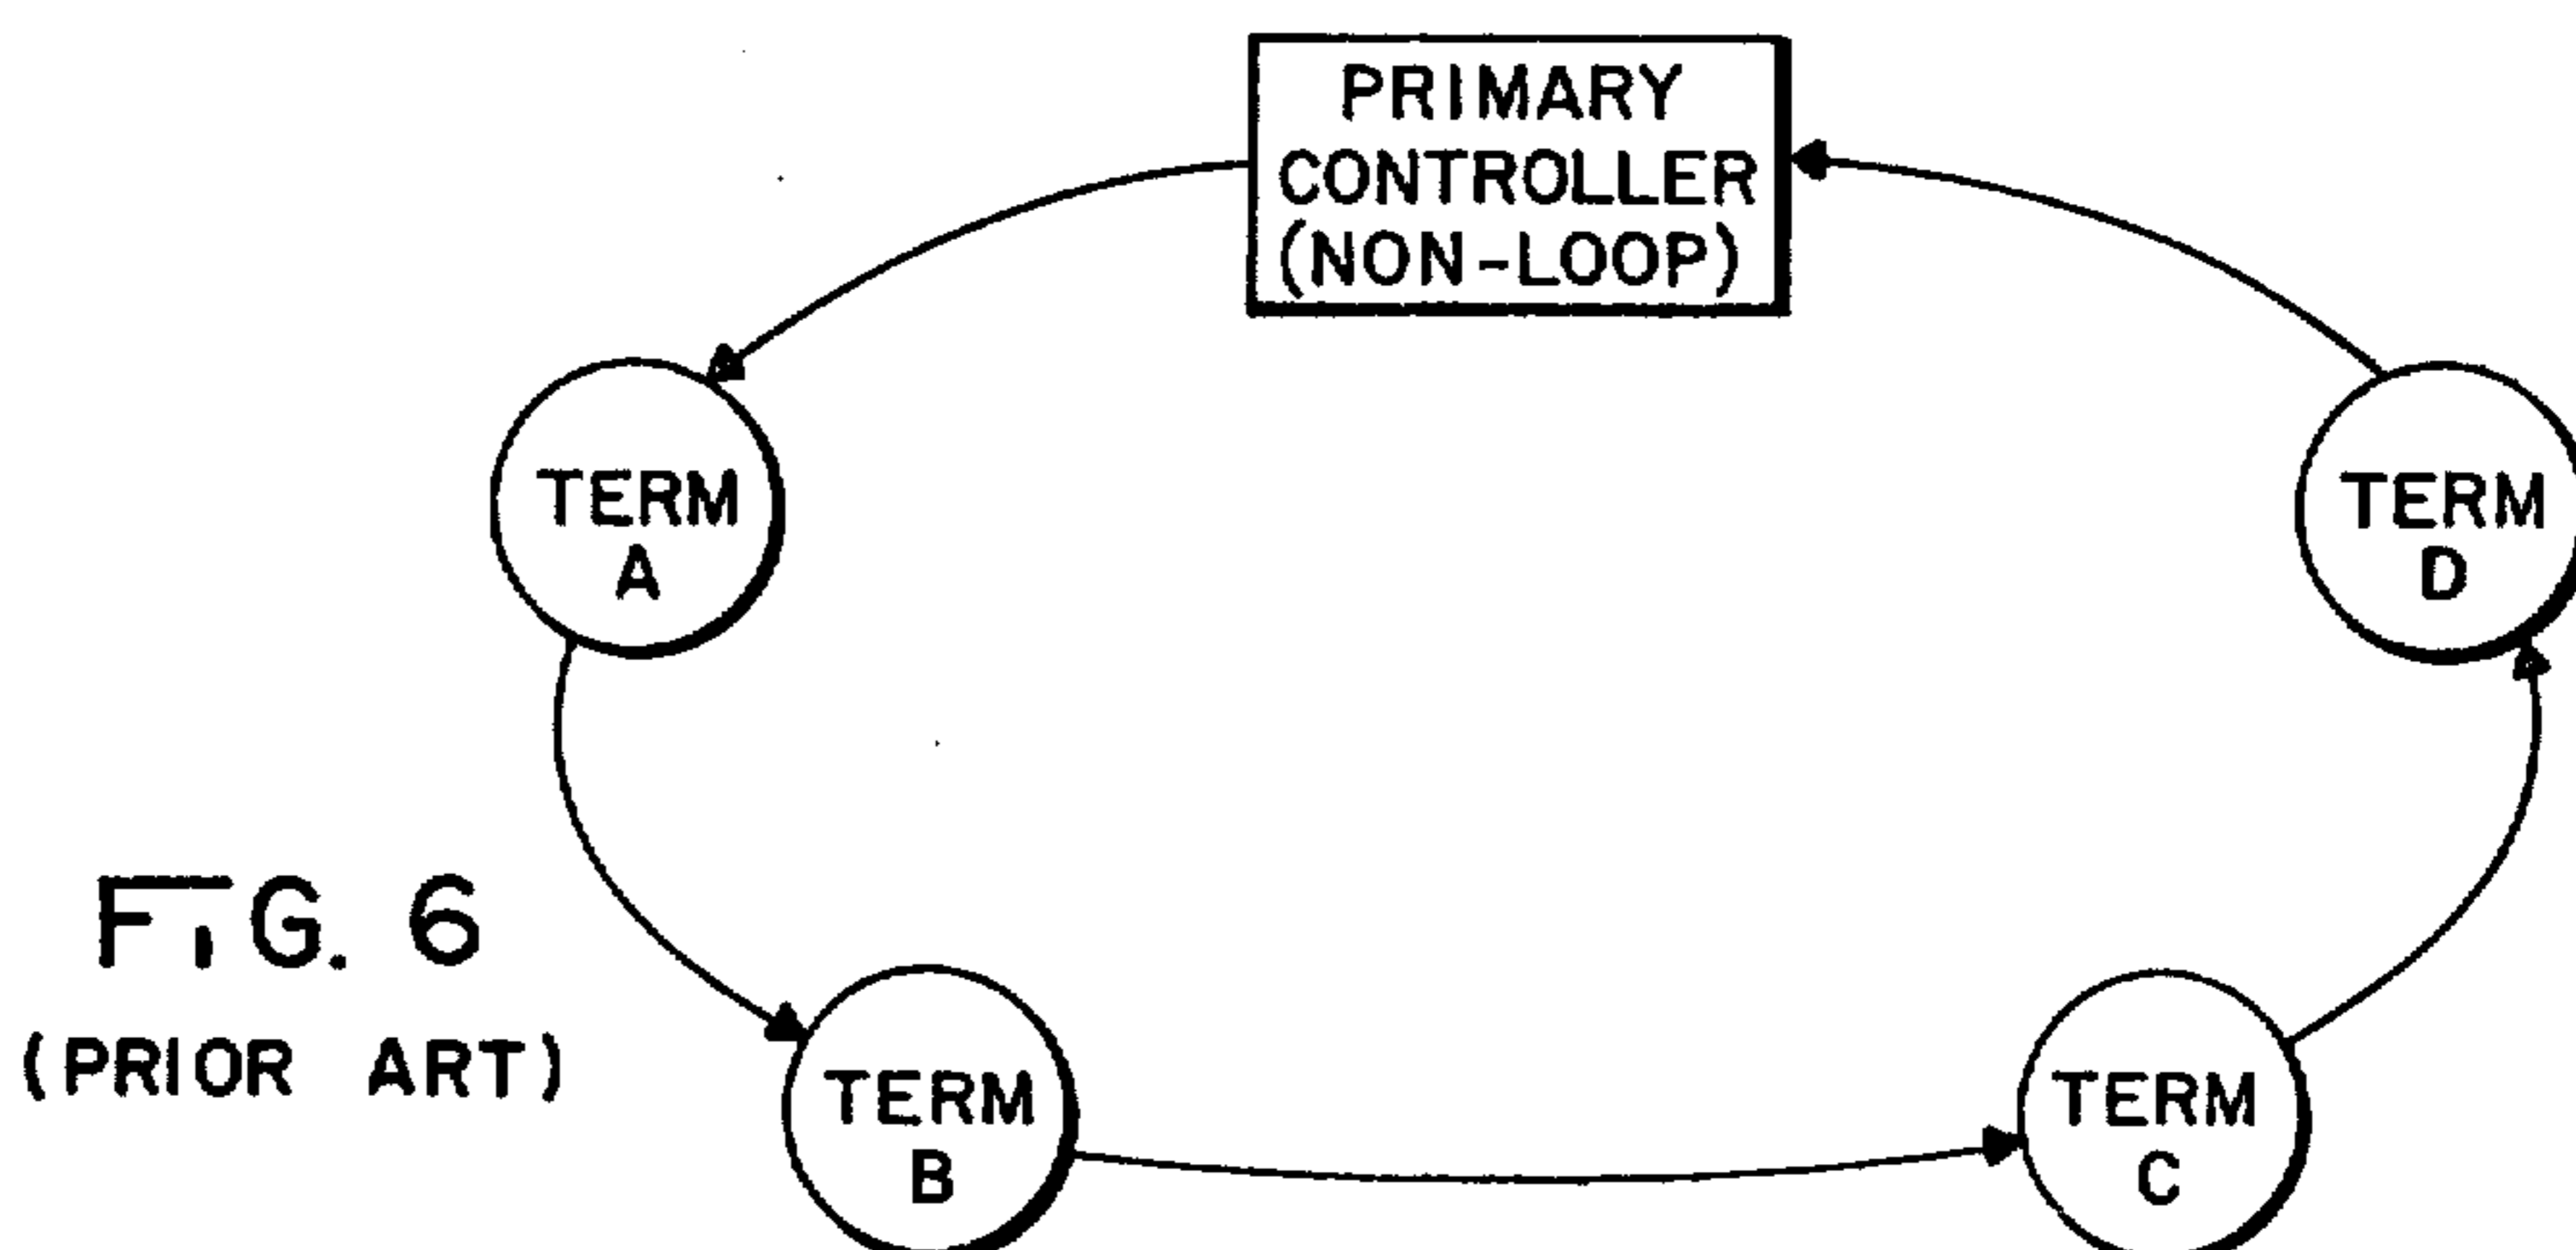 PRIMARY
CONTROLLER
(NON-LOOP)
TERM
A
TERM
D
FIG. 6
(PRIOR ART)
TERM
B
TERM
C